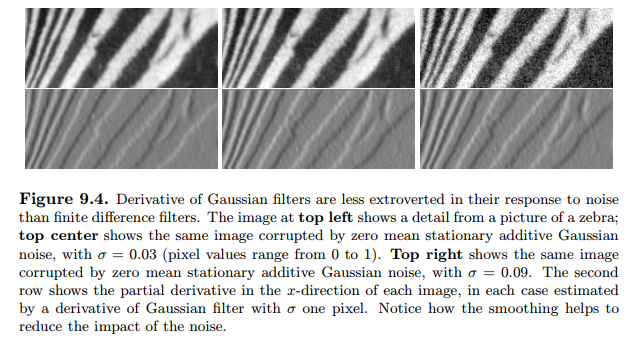 Figure 9.4. Derivative of Gaussian filters are less extroverted in their response to noise
than finite difference filters. The image at top left shows a detail from a picture of a zebra;
top center shows the same image corrupted by zero mean stationary additive Gaussian
noise, with σ = 0.03 (pixel values range from 0 to 1). Top right shows the same image
corrupted by zero mean stationary additive Gaussian noise, with σ = 0.09. The second
row shows the partial derivative in the x-direction of each image, in each case estimated
by a derivative of Gaussian filter with σ one pixel. Notice how the smoothing helps to
reduce the impact of the noise.